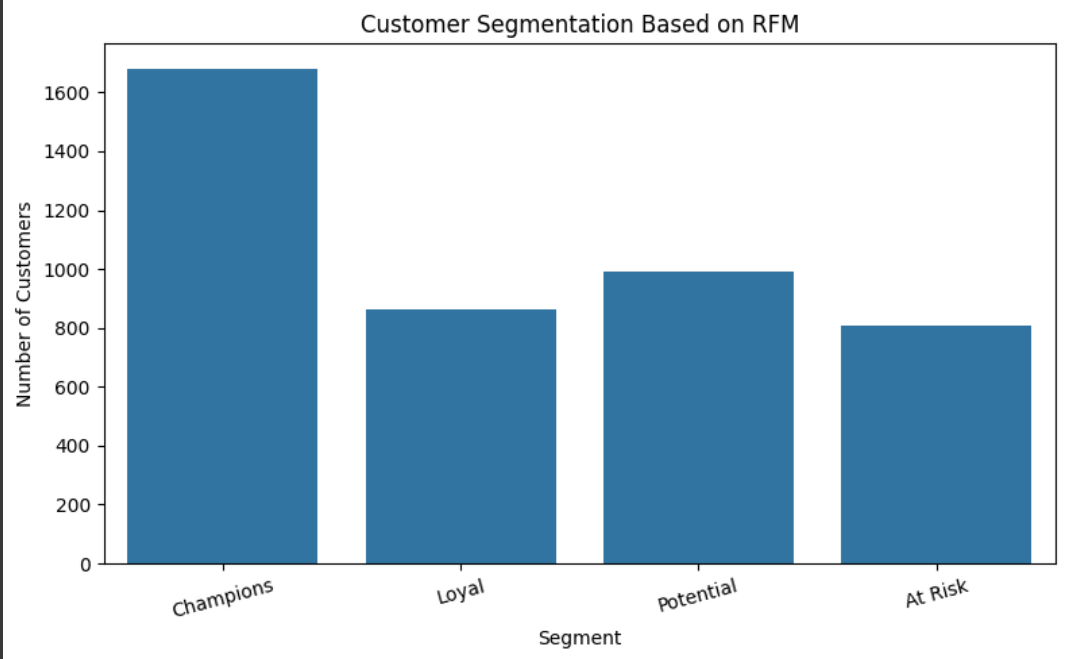 Customer Segmentation Based on RFM
Number of Customers
1600
1400
1200
1000
800
600
400
200
0
Champions
Loyal
Potential
At Risk
Segment